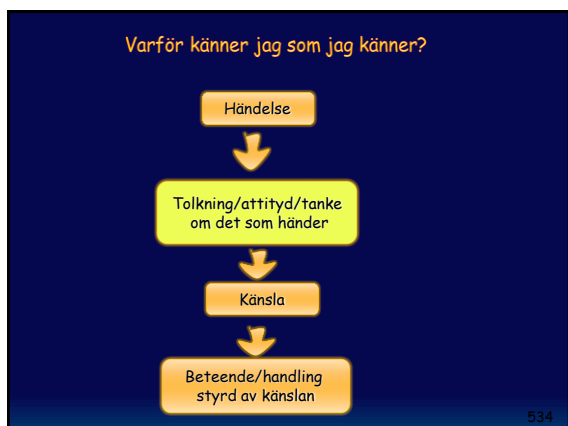 Varför känner jag som jag känner?
Händelse
Tolkning/attityd/tanke
om det som händer
Känsla
Beteende/handling
styrd av känslan
534